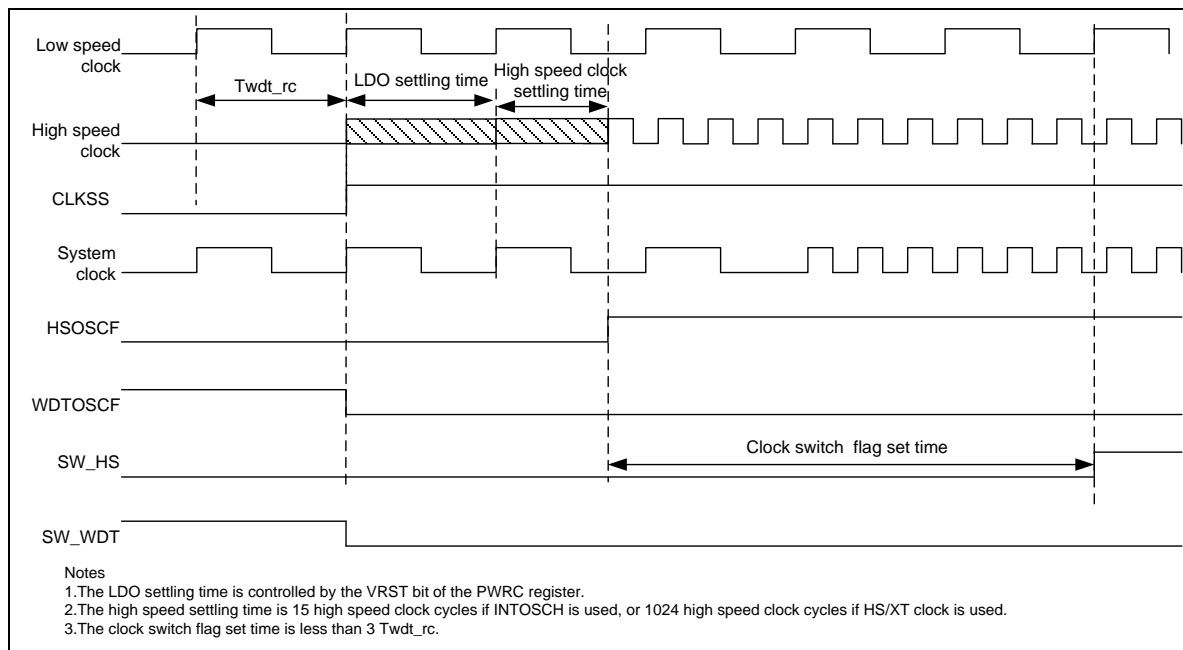 Low speed
clock
Twdt_rc
LDO settling time
High speed clock
settling time
High speed
clock
CLKSS
System
clock
HSOSCF
WDTOSCF
SW_HS
Clock switch flag set time
SW_WDT
Notes
1.The LDO settling time is controlled by the VRST bit of the PWRC register.
2.The high speed settling time is 15 high speed clock cycles if INTOSCH is used, or 1024 high speed clock cycles if HS/XT clock is used.
3.The clock switch flag set time is less than 3 Twdt_rc.